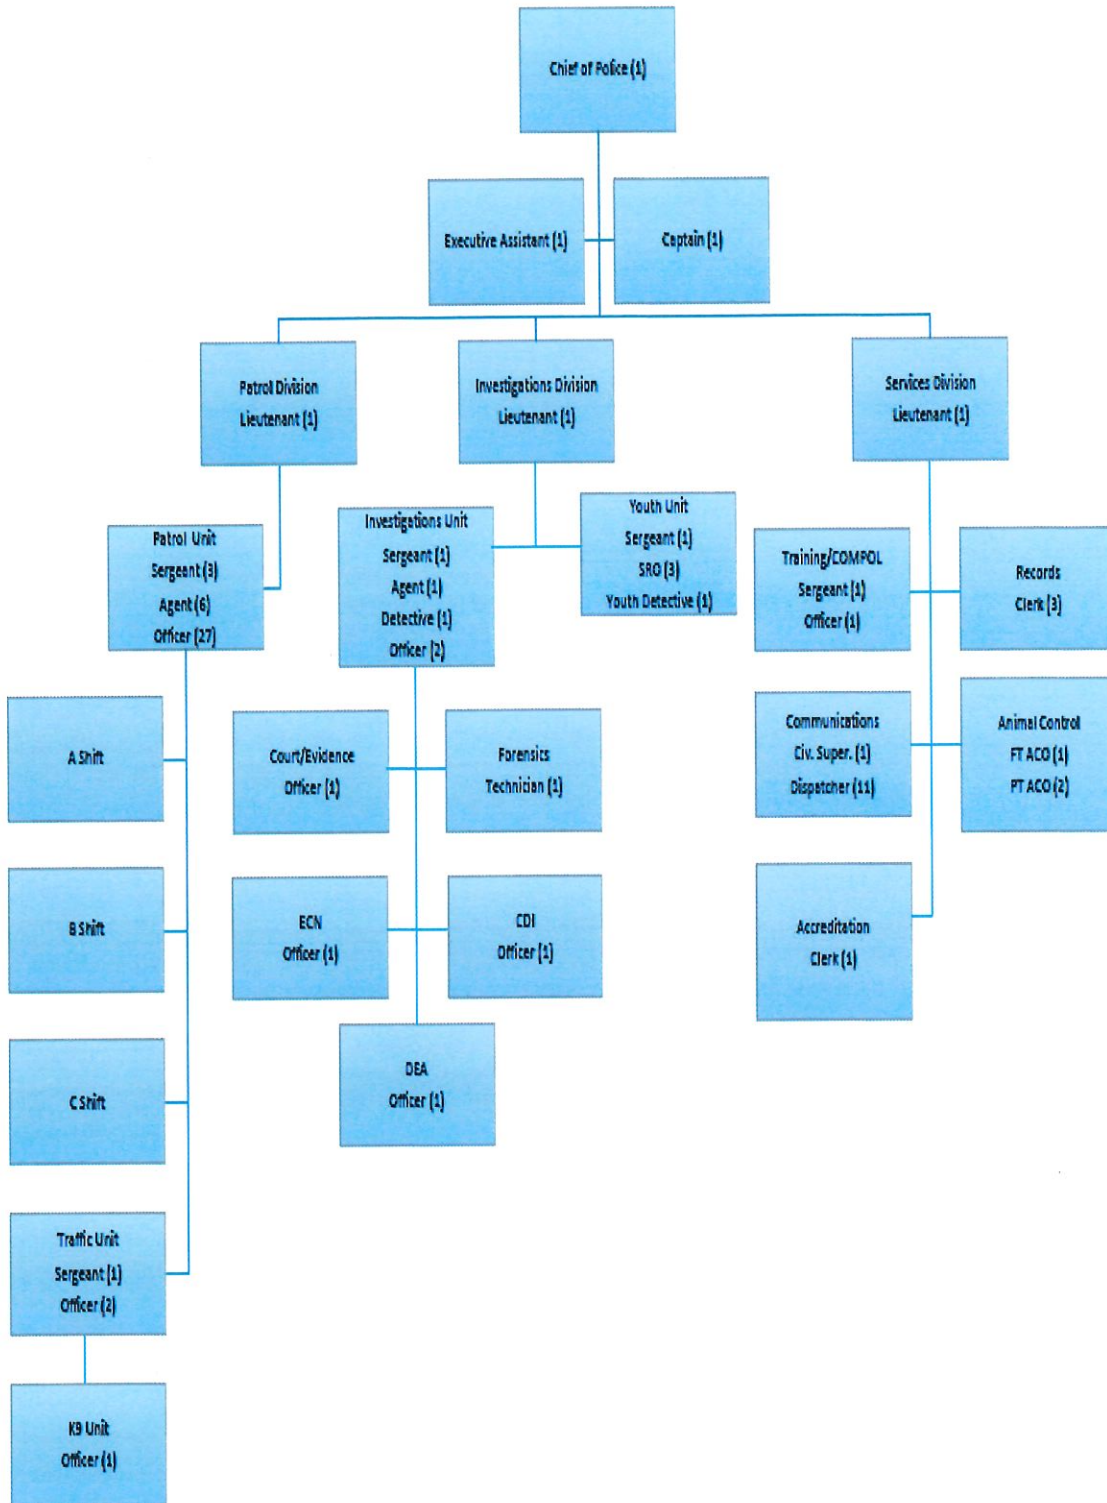 Chief of Police (1)
Executive Assistant (1)
Captain (1)
Patrol Division
Lieutenant (1)
Investigations Division
Lieutenant (1)
Services Division
Lieutenant (1)
Patrol Unit
Sergeant (3)
Agent (6)
Officer (27)
Investigations Unit
Sergeant (1)
Agent (1)
Detective (1)
Officer (2)
Youth Unit
Sergeant (1)
SRO (3)
Youth Detective (1)
Training/COMPOL
Sergeant (1)
Officer (1)
Records
Clerk (3)
A Shift
Court/Evidence
Officer (1)
Forensics
Technician (1)
Communications
Civ. Super. (1)
Dispatcher (11)
Animal Control
FT ACO (1)
PT ACO (2)
B Shift
ECN
Officer (1)
CDI
Officer (1)
Accreditation
Clerk (1)
C Shift
DEA
Officer (1)
Traffic Unit
Sergeant (1)
Officer (2)
K9 Unit
Officer (1)